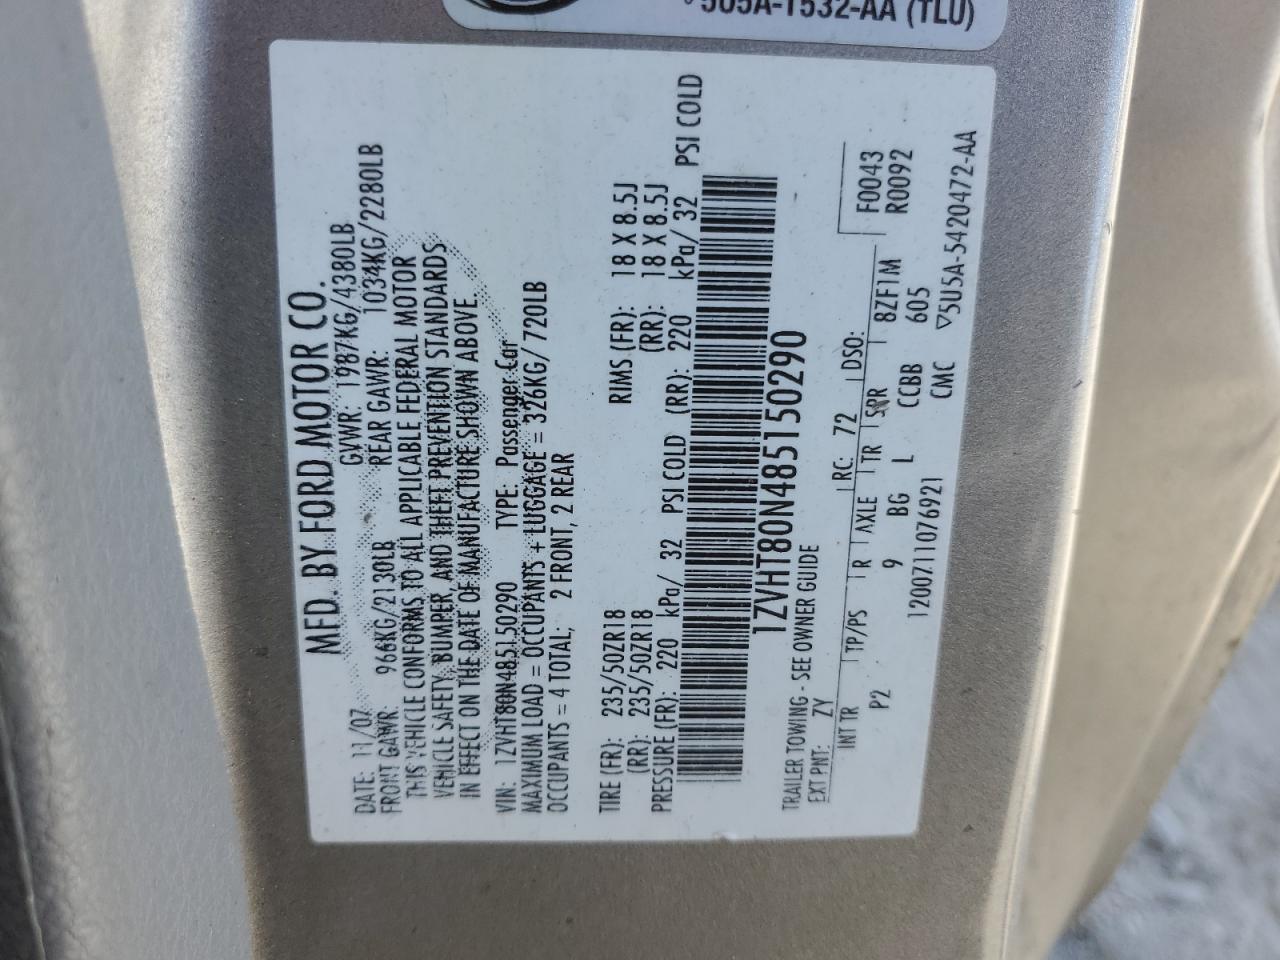 5U5A-1532-AA (TLU)
MFD. BY FORD MOTOR CO.
DATE: 11/07 GVWR 1987KG/4380LB
FRONT GAWR: 966KG/2130LB REAR GAWR: 1034KG/2280LB
THIS VEHICLE CONFORMS TO ALL APPLICABLE FEDERAL MOTOR
VEHICLE SAFETY, BUMPER, AND THEFT PREVENTION STANDARDS
IN EFFECT ON THE DATE OF MANUFACTURE SHOWN ABOVE.
VIN: 1ZVHT80N485150290 TYPE: Passenger Car
MAXIMUM LOAD = OCCUPANTS + LUGGAGE = 326KG/720LB
OCCUPANTS = 4 TOTAL; 2 FRONT, 2 REAR
TIRE (FR): 235/50ZR18 RIMS (FR): 18 X 8.5J
(RR): 235/50ZR18 (RR): 18 X 8.5J
PRESSURE (FR): 220 kPa/ 32 PSI COLD (RR): 220 kPa/ 32 PSI COLD
1ZVHT80N485150290
TRAILER TOWING - SEE OWNER GUIDE
EXT PNT: ZY RC: 72 DSO: F0043
INT TR TP/PS R AXLE TR SPR 8ZF1M R0092
P2 9 BG L CCBB 605
1200711076921 CMC ▽5U5A-5420472-AA